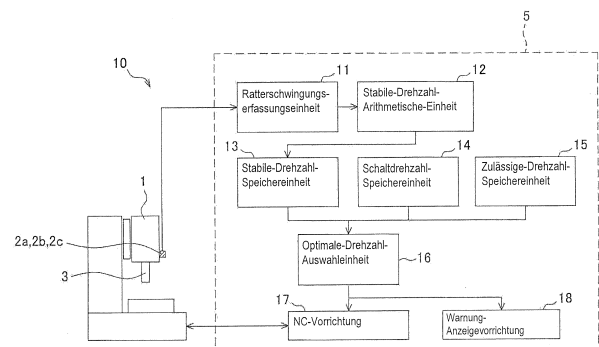 5
10
11
12
Ratterschwingungs-
erfassungseinheit
Stabile-Drehzahl-
Arithmetische-Einheit
13
14
15
Stabile-Drehzahl-
Speichereinheit
Schaltdrehzahl-
Speichereinheit
Zulässige-Drehzahl-
Speichereinheit
1
2a,2b,2c
3
Optimale-Drehzahl-
Auswahleinheit
16
17
18
NC-Vorrichtung
Warnung-
Anzeigevorrichtung